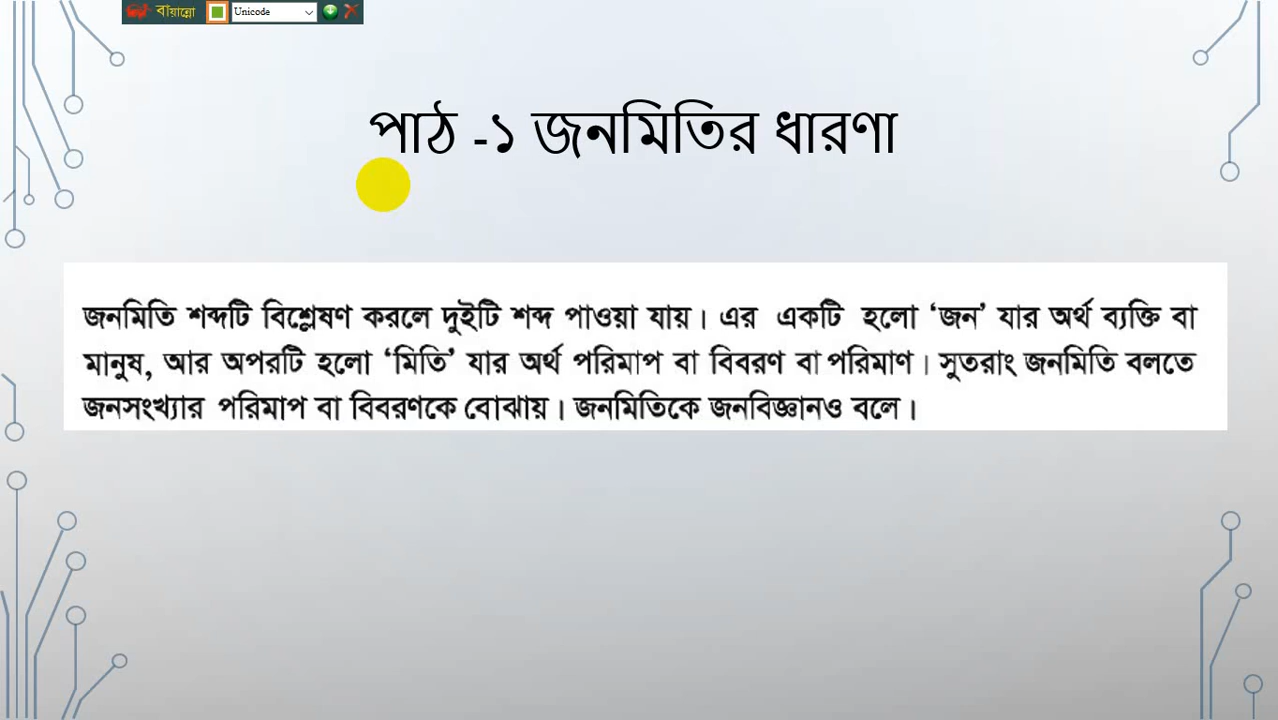 বাঁয়ান্নো Unicode
পাঠ -১ জনমিতির ধারণা
জনমিতি শব্দটি বিশ্লেষণ করলে দুইটি শব্দ পাওয়া যায়। এর একটি হলো ‘জন’ যার অর্থ ব্যক্তি বা
মানুষ, আর অপরটি হলো ‘মিতি’ যার অর্থ পরিমাপ বা বিবরণ বা পরিমাণ। সুতরাং জনমিতি বলতে
জনসংখ্যার পরিমাপ বা বিবরণকে বোঝায়। জনমিতিকে জনবিজ্ঞানও বলে।